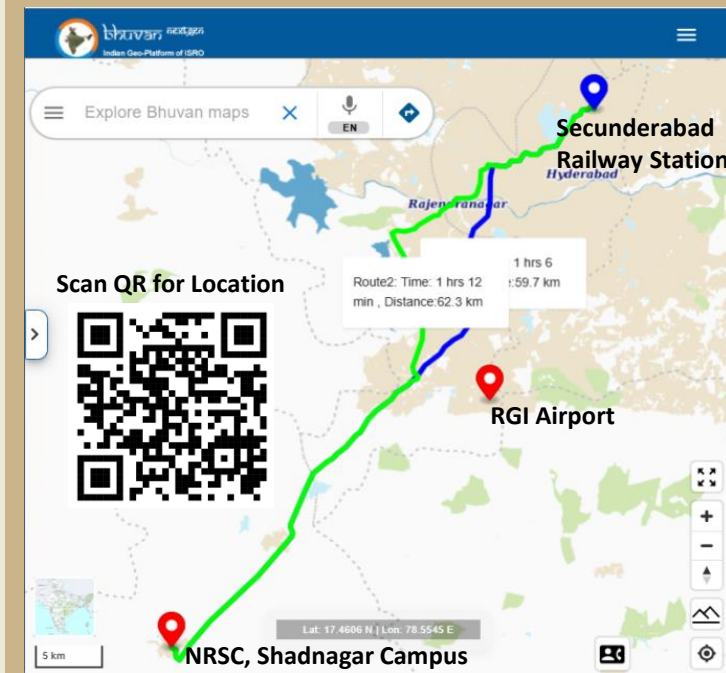 bhuvan nextgen
Indian Geo-Platform of ISRO
Explore Bhuvan maps
EN
Secunderabad
Railway Station
Hyderabad
Rajendranagar
1 hrs 6
:59.7 km
Route2: Time: 1 hrs 12
min , Distance:62.3 km
Scan QR for Location
RGI Airport
Lat: 17.4606 N | Lon: 78.5545 E
NRSC, Shadnagar Campus
5 km